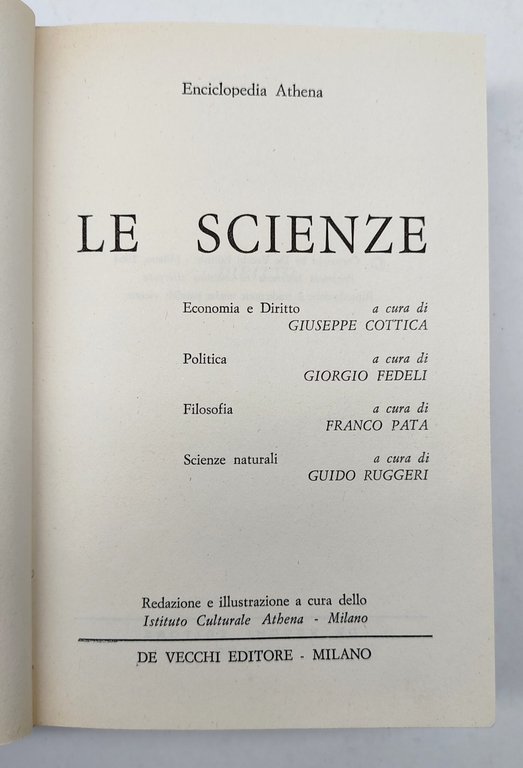 Enciclopedia Athena
LE SCIENZE
Economia e Diritto a cura di
GIUSEPPE COTTICA
Politica a cura di
GIORGIO FEDELI
Filosofia a cura di
FRANCO PATA
Scienze naturali a cura di
GUIDO RUGGERI
Redazione e illustrazione a cura dello
Istituto Culturale Athena - Milano
DE VECCHI EDITORE - MILANO